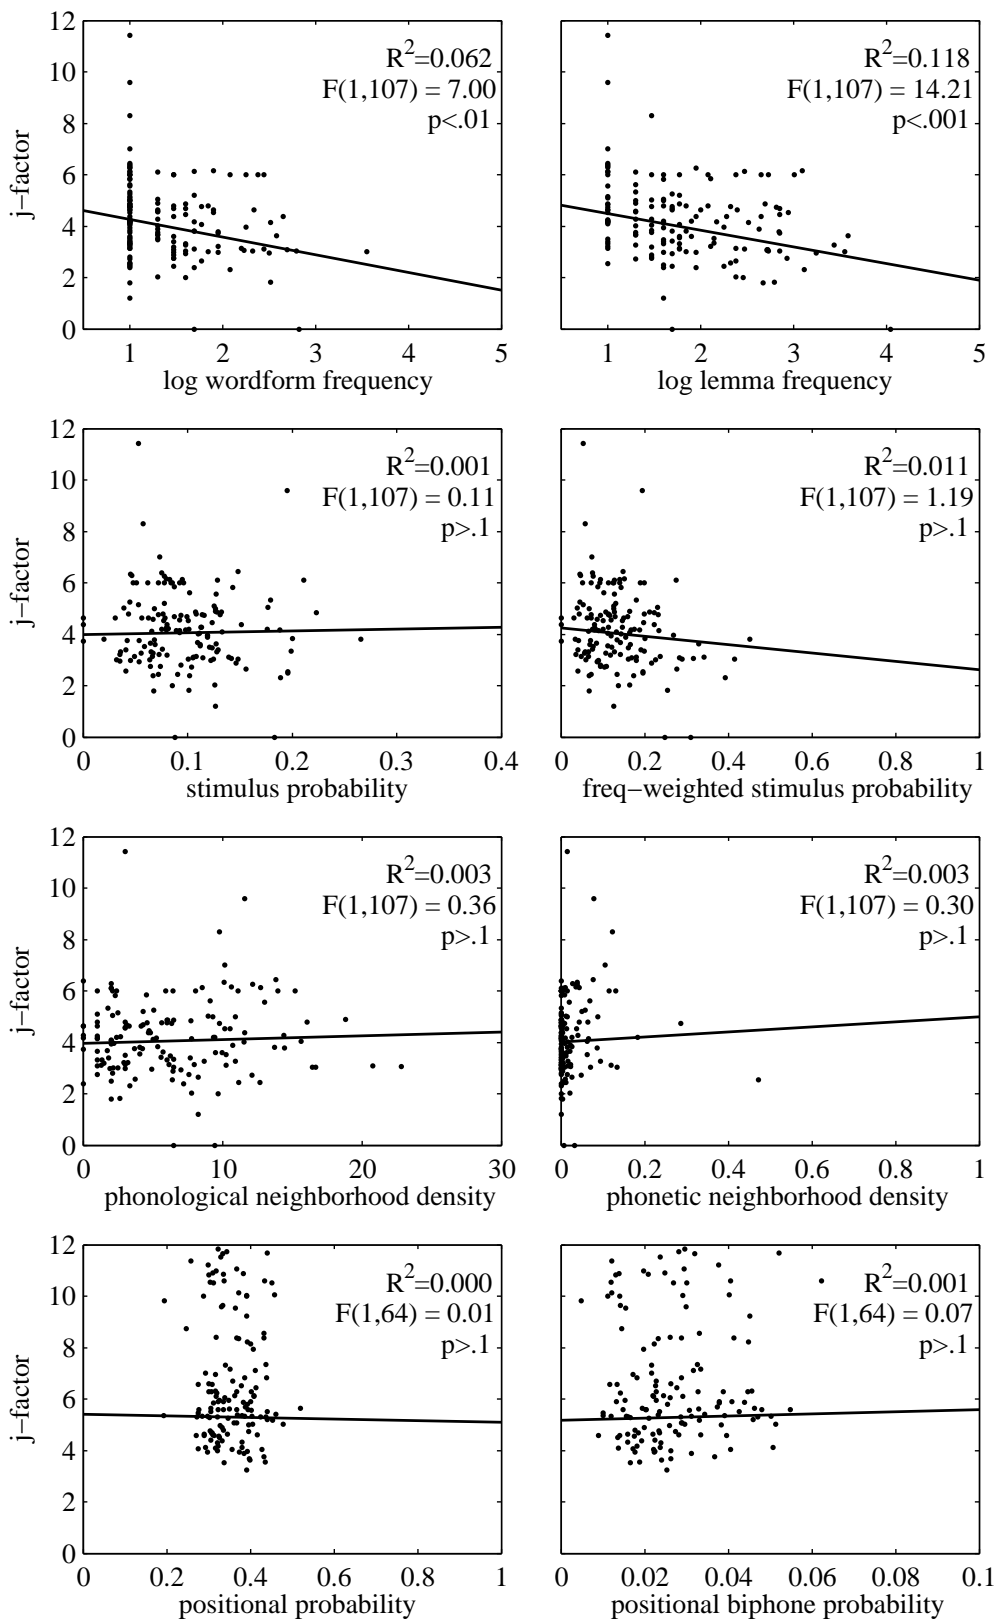 12
10
8
6
4
2
0
j−factor
R²=0.062
F(1,107) = 7.00
p<.01
1 2 3 4 5
log wordform frequency
R²=0.118
F(1,107) = 14.21
p<.001
1 2 3 4 5
log lemma frequency
12
10
8
6
4
2
0
j−factor
R²=0.001
F(1,107) = 0.11
p>.1
0 0.1 0.2 0.3 0.4
stimulus probability
R²=0.011
F(1,107) = 1.19
p>.1
0 0.2 0.4 0.6 0.8 1
freq−weighted stimulus probability
12
10
8
6
4
2
0
j−factor
R²=0.003
F(1,107) = 0.36
p>.1
0 10 20 30
phonological neighborhood density
R²=0.003
F(1,107) = 0.30
p>.1
0 0.2 0.4 0.6 0.8 1
phonetic neighborhood density
12
10
8
6
4
2
0
j−factor
R²=0.000
F(1,64) = 0.01
p>.1
0 0.2 0.4 0.6 0.8 1
positional probability
R²=0.001
F(1,64) = 0.07
p>.1
0 0.02 0.04 0.06 0.08 0.1
positional biphone probability